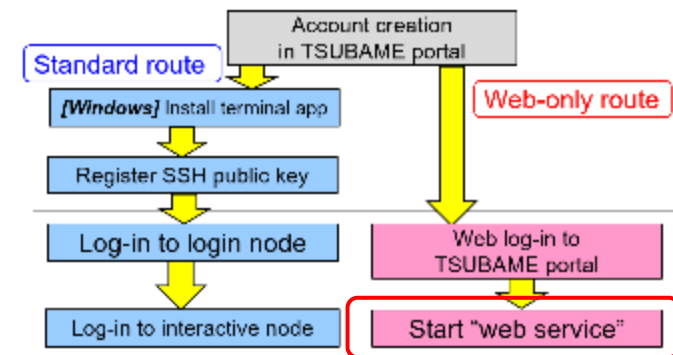 Account creation
in TSUBAME portal
Standard route
Web-only route
[Windows] Install terminal app
Register SSH public key
Log-in to login node
Web log-in to
TSUBAME portal
Log-in to interactive node
Start "web service"